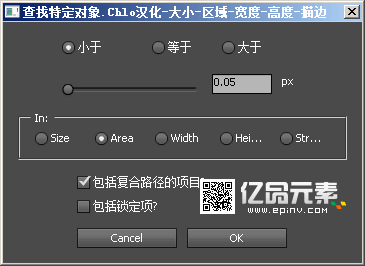 查找特定对象.Chlo汉化-大小-区域-宽度-高度-描边
小于 等于 大于
0.05 px
In:
Size Area Width Hei... Str...
包括复合路径的项目
包括锁定项?
亿品元素
www.epinv.com
Cancel OK